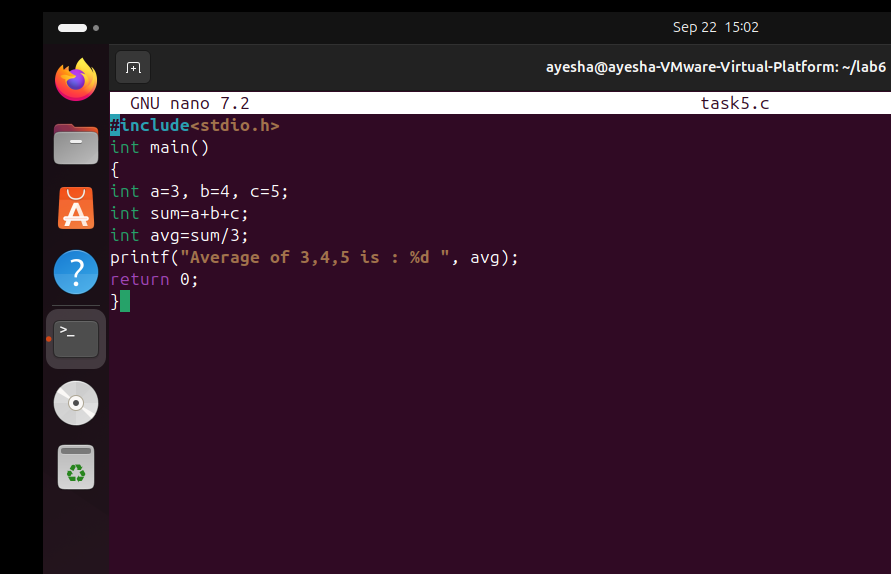 Sep 22 15:02
ayesha@ayesha-VMware-Virtual-Platform: ~/lab6
GNU nano 7.2 task5.c
#include<stdio.h>
int main()
{
int a=3, b=4, c=5;
int sum=a+b+c;
int avg=sum/3;
printf("Average of 3,4,5 is : %d ", avg);
return 0;
}